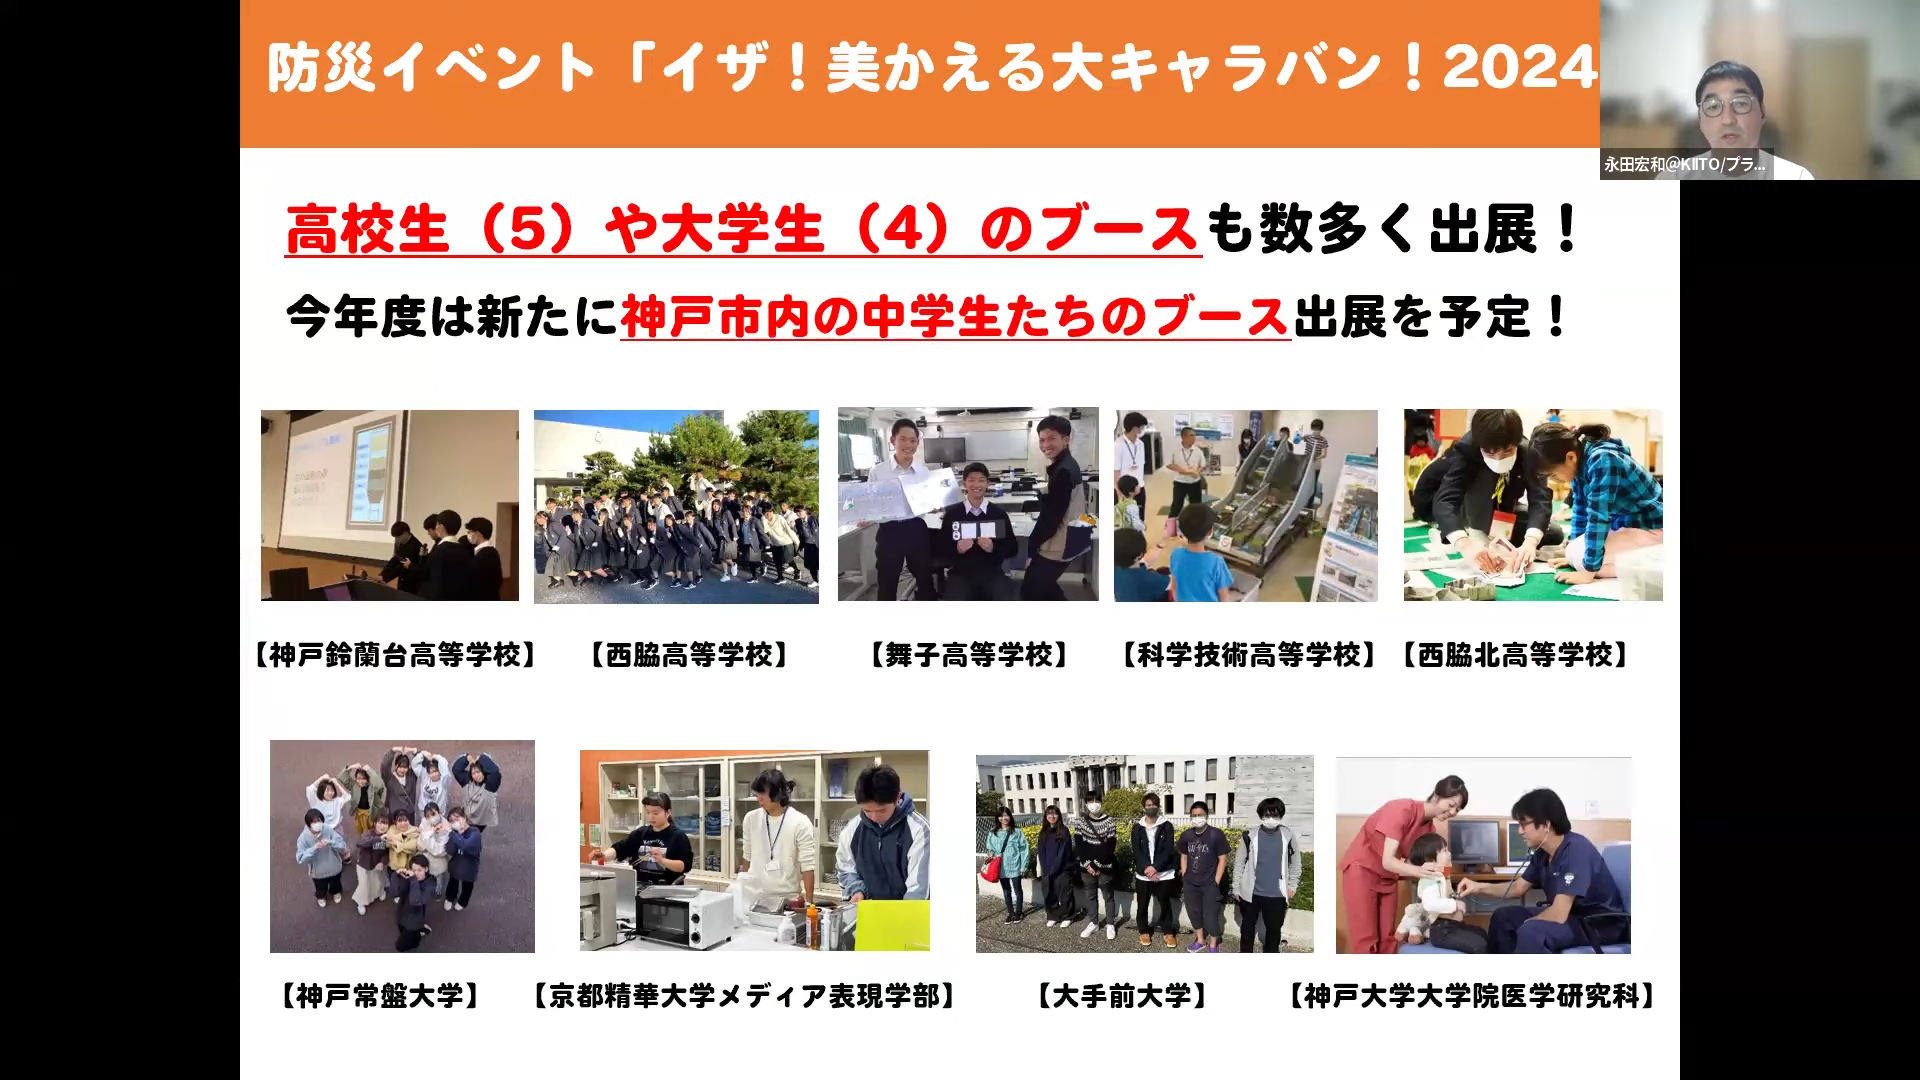 防災イベント「イザ！美かえる大キャラバン！2024
永田宏和@KIITO/プラ...
高校生（5）や大学生（4）のブースも数多く出展！
今年度は新たに神戸市内の中学生たちのブース出展を予定！
【神戸鈴蘭台高等学校】
【西脇高等学校】
【舞子高等学校】
【科学技術高等学校】
【西脇北高等学校】
【神戸常盤大学】
【京都精華大学メディア表現学部】
【大手前大学】
【神戸大学大学院医学研究科】